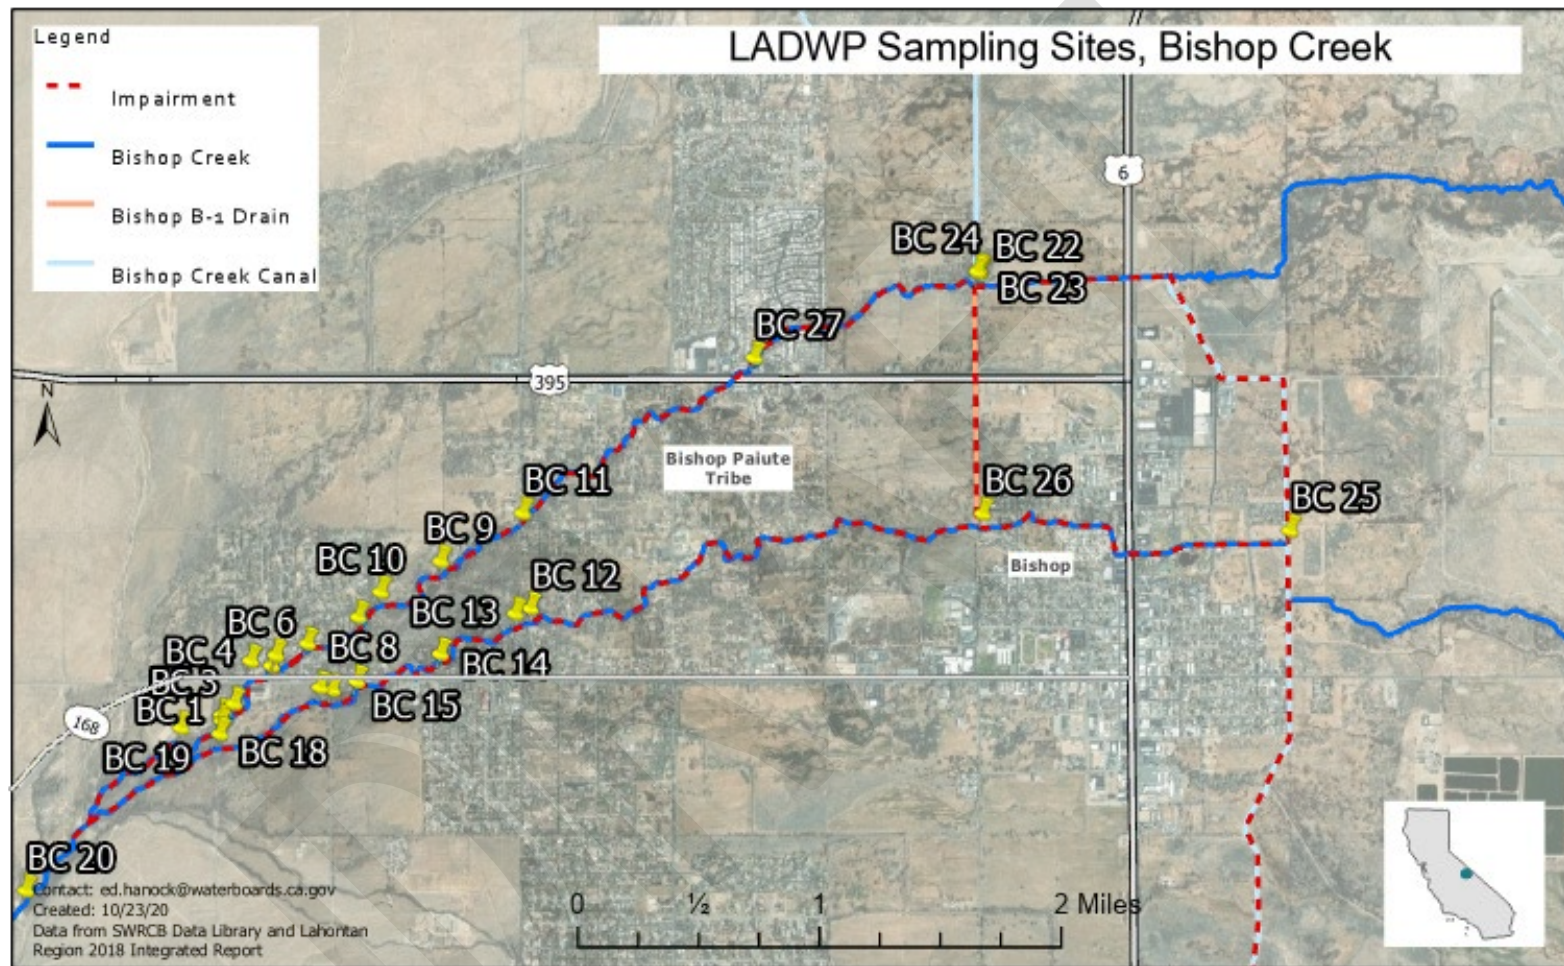 LADWP Sampling Sites, Bishop Creek
Legend
Impairment
Bishop Creek
Bishop B-1 Drain
Bishop Creek Canal
6
BC 24
BC 22
BC 23
BC 27
395
N
Bishop Paiute
Tribe
BC 11
BC 26
BC 25
BC 9
BC 10
BC 12
Bishop
BC 13
BC 6
BC 4
BC 8
BC 14
BC 3
BC 15
BC 1
168
BC 19
BC 18
BC 20
Contact: ed.hanock@waterboards.ca.gov
Created: 10/23/20
Data from SWRCB Data Library and Lahontan
Region 2018 Integrated Report
0 ½ 1 2 Miles